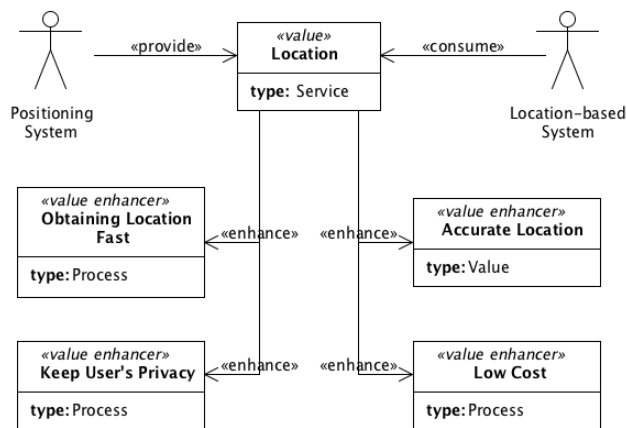 «provide»
«value»
Location
type: Service
«consume»
Positioning
System
Location-based
System
«value enhancer»
Obtaining Location
Fast
type: Process
«enhance»
«enhance»
«value enhancer»
Accurate Location
type: Value
«value enhancer»
Keep User's Privacy
type: Process
«enhance»
«enhance»
«value enhancer»
Low Cost
type: Process